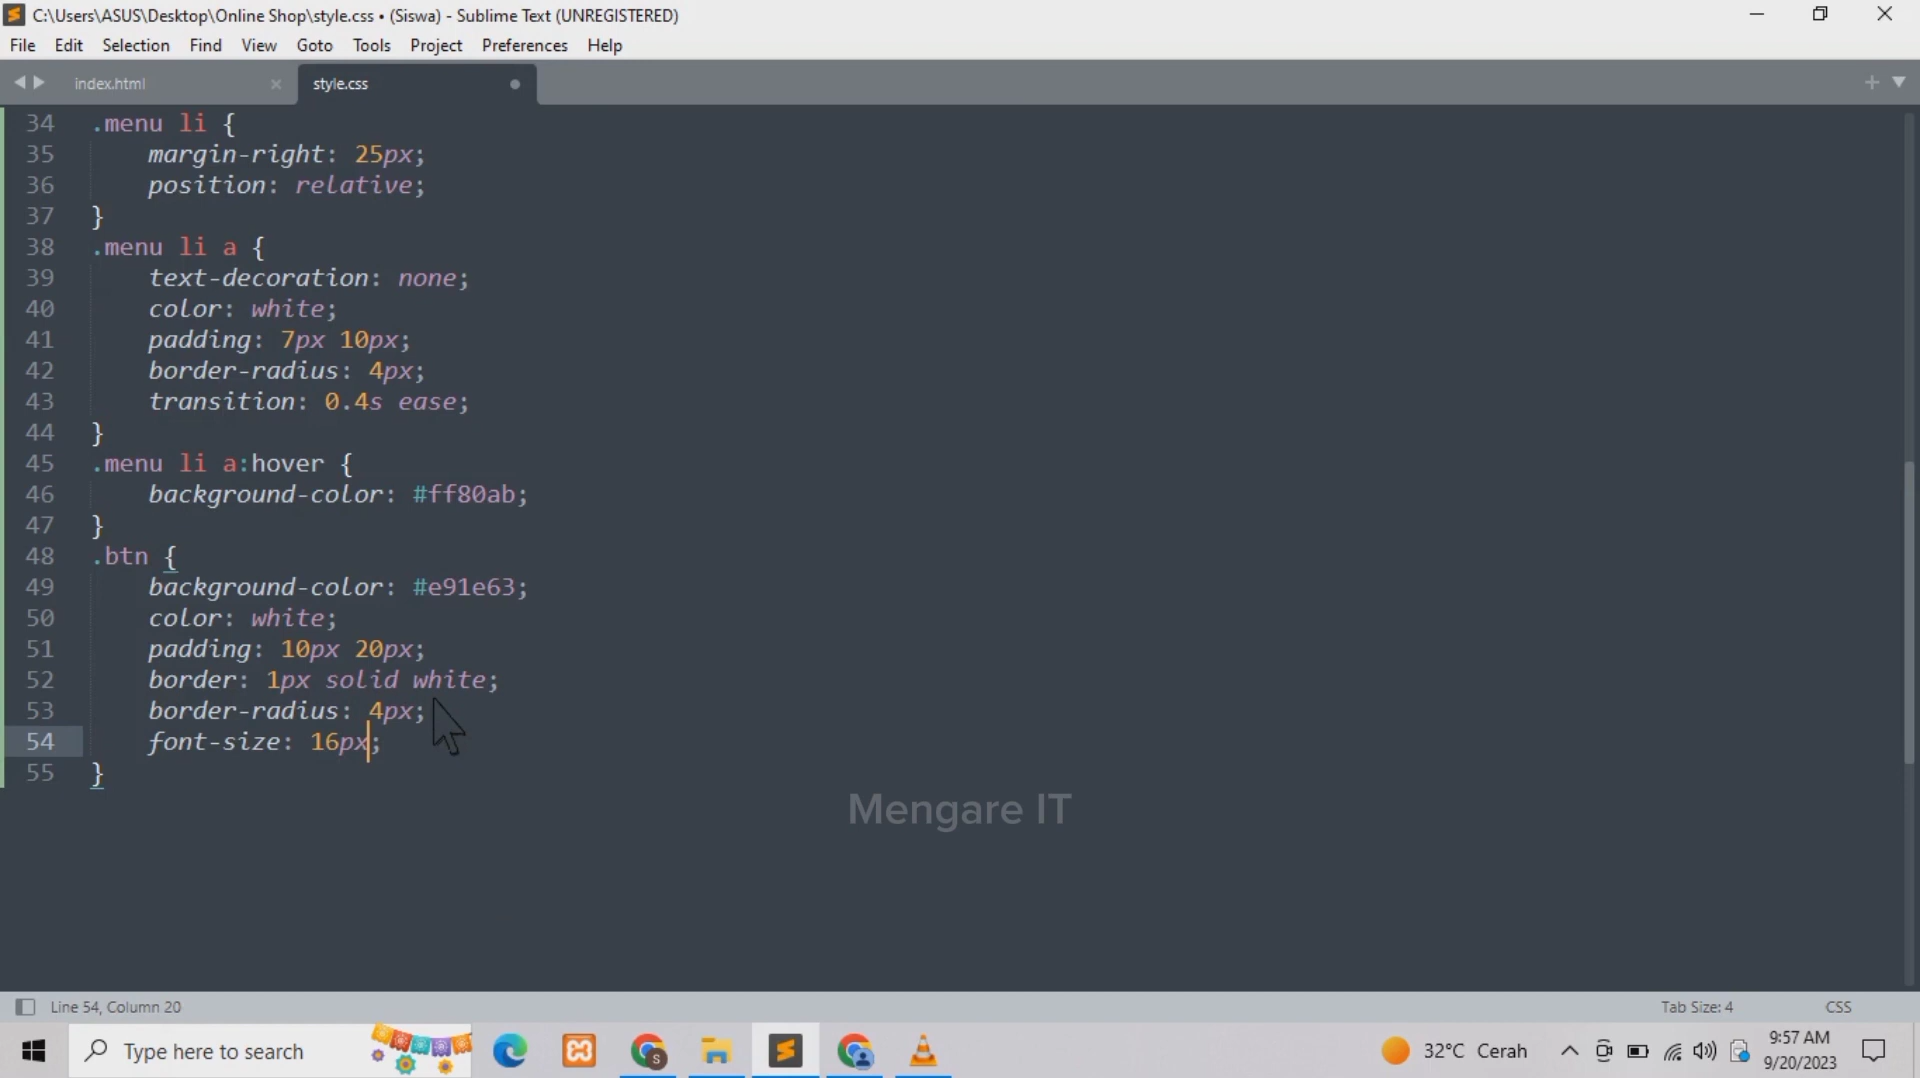 C:\Users\ASUS\Desktop\Online Shop\style.css • (Siswa) - Sublime Text (UNREGISTERED)
File Edit Selection Find View Goto Tools Project Preferences Help
index.html × style.css
34 .menu li {
35 margin-right: 25px;
36 position: relative;
37 }
38 .menu li a {
39 text-decoration: none;
40 color: white;
41 padding: 7px 10px;
42 border-radius: 4px;
43 transition: 0.4s ease;
44 }
45 .menu li a:hover {
46 background-color: #ff80ab;
47 }
48 .btn {
49 background-color: #e91e63;
50 color: white;
51 padding: 10px 20px;
52 border: 1px solid white;
53 border-radius: 4px;
54 font-size: 16px;
55 }
Mengare IT
Line 54, Column 20 Tab Size: 4 CSS
Type here to search S 32°C Cerah 9:57 AM
9/20/2023